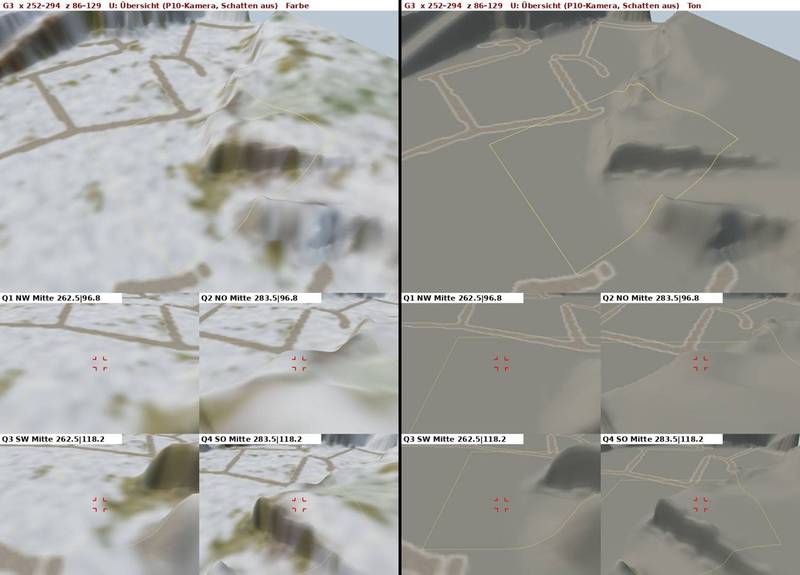 G3 x 252–294 z 86–129 U: Übersicht (P10-Kamera, Schatten aus) Farbe
G3 x 252–294 z 86–129 U: Übersicht (P10-Kamera, Schatten aus) Ton
Q1 NW Mitte 262.5|96.8
Q2 NO Mitte 283.5|96.8
Q1 NW Mitte 262.5|96.8
Q2 NO Mitte 283.5|96.8
Q3 SW Mitte 262.5|118.2
Q4 SO Mitte 283.5|118.2
Q3 SW Mitte 262.5|118.2
Q4 SO Mitte 283.5|118.2